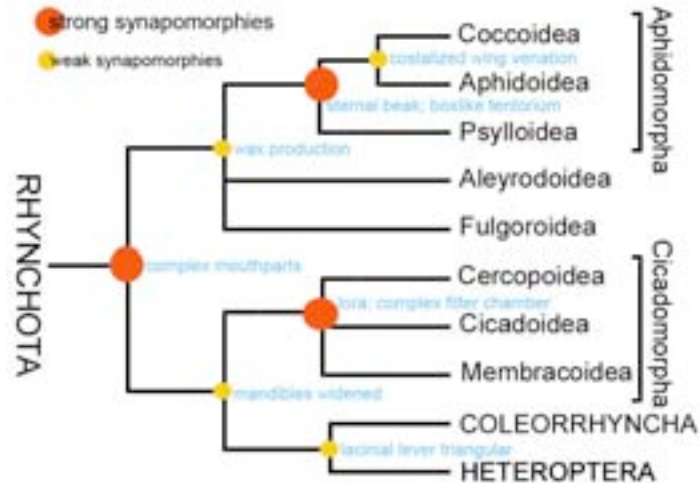 strong synapomorphies
weak synapomorphies
RHYNCHOTA
complex mouthparts
wax production
sternal beak; boxlike tentorium
costalized wing venation
Coccoidea
Aphidoidea
Psylloidea
Aphidomorpha
Aleyrodoidea
Fulgoroidea
mandibles widened
lora; complex filter chamber
Cercopoidea
Cicadoidea
Membracoidea
Cicadomorpha
lacinial lever triangular
COLEORRHYNCHA
HETEROPTERA